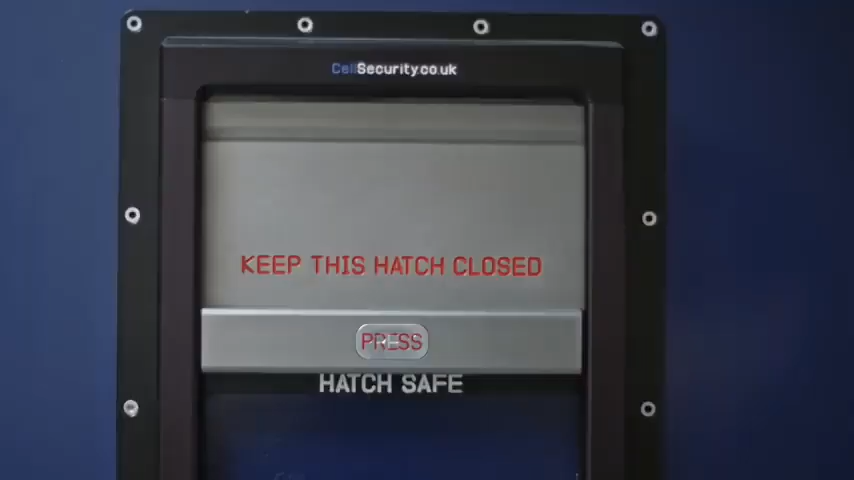 CellSecurity.co.uk
KEEP THIS HATCH CLOSED
PRESS
HATCH SAFE